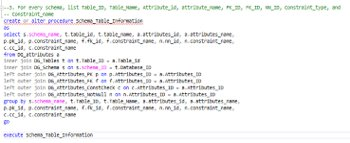 --3. For every schema, list Table_ID, Table_Name, Attribute_id, attribute_Name, PK_ID, FK_ID, NN_ID, Constraint_Type, and
-- Constraint_name
create or alter procedure Schema_Table_Information
as
select s.schema_name, t.table_id, t.table_name, a.attributes_id, a.attributes_name,
p.pk_id, p.constraint_name, f.fk_id, f.constraint_name, n.nn_id, n.constraint_name,
c.cc_id, c.constraint_name
from DG_attributes a
inner join DG_Tables t on t.Table_ID = a.Table_Id
inner join DG_Schema s on s.schema_ID = t.Database_ID
left outer join DG_Attributes_PK p on p.attributes_ID = a.Attributes_ID
left outer join DG_Attributes_FK f on f.attributes_ID = a.Attributes_ID
left outer join DG_Attributes_ConstCheck c on c.attributes_ID = a.Attributes_ID
left outer join DG_Attributes_NotNull n on n.Attributes_ID = a.Attributes_ID
group by s.schema_name, t.Table_ID, t.Table_Name, a.attributes_id, a.attributes_name,
p.pk_id, p.constraint_name, f.fk_id, f.constraint_name, n.nn_id, n.constraint_name,
c.cc_id, c.constraint_name
go
execute Schema_Table_Information